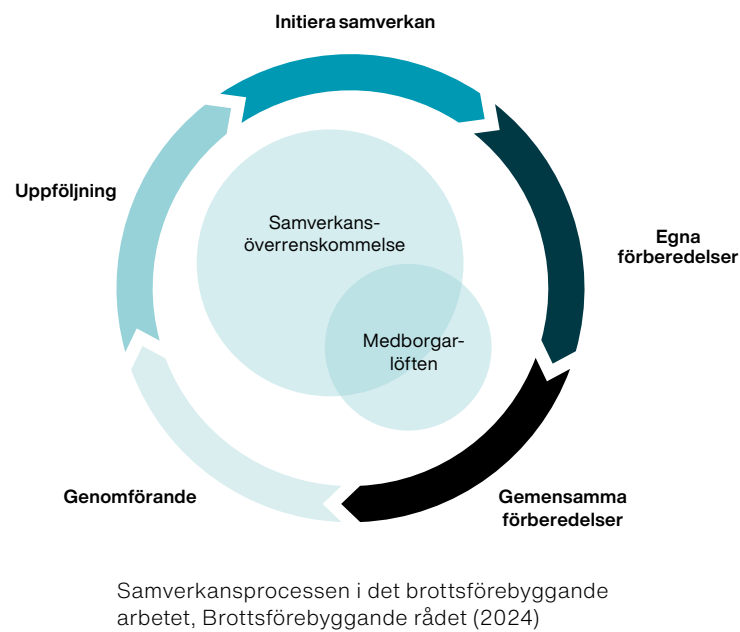 Initiera samverkan
Egna
förberedelser
Gemensamma
förberedelser
Genomförande
Uppföljning
Samverkans-
överrenskommelse
Medborgar-
löften
Samverkansprocessen i det brottsförebyggande
arbetet, Brottsförebyggande rådet (2024)